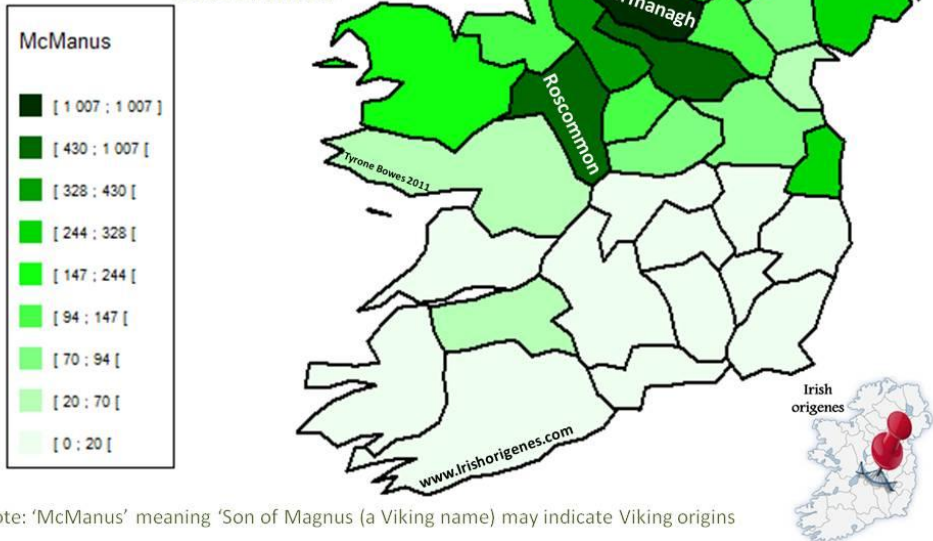 McManus
[ 1 007 ; 1 007 ]
[ 430 ; 1 007 [
[ 328 ; 430 [
[ 244 ; 328 [
[ 147 ; 244 [
[ 94 ; 147 [
[ 70 ; 94 [
[ 20 ; 70 [
[ 0 ; 20 [
rmanagh
Roscommon
Tyrone Bowes 2011
www.Irishorigenes.com
Irish
origenes
ote: ‘McManus’ meaning ‘Son of Magnus (a Viking name) may indicate Viking origins